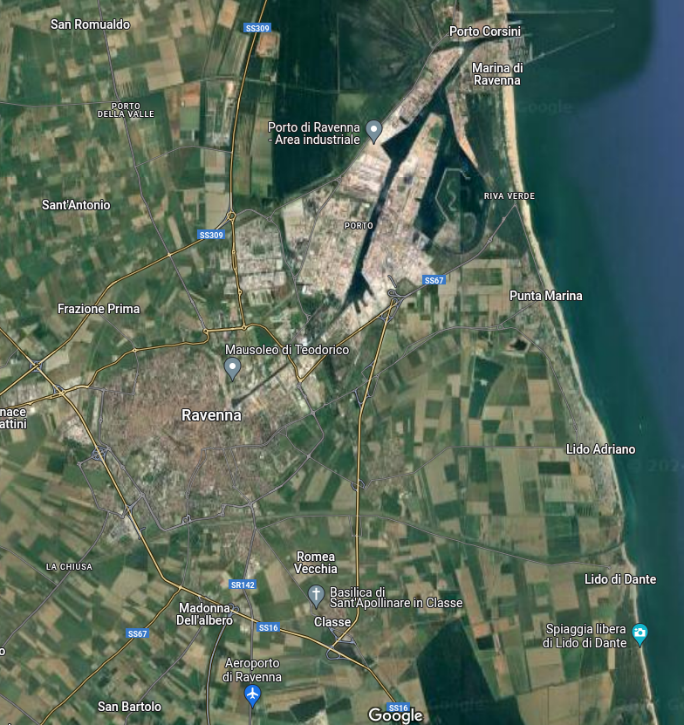 San Romualdo
SS309
Porto Corsini
Marina di
Ravenna
PORTO
DELLA VALLE
Porto di Ravenna
- Area industriale
Google
Sant'Antonio
RIVA VERDE
PORTO
SS309
SS67
Punta Marina
Frazione Prima
Mausoleo di Teodorico
Ravenna
nace
attini
Lido Adriano
Romea
Vecchia
LA CHIUSA
Lido di Dante
SR142
Basilica di
Sant'Apollinare in Classe
Madonna
Dell'albero
Classe
SS16
SS67
Spiaggia libera
di Lido di Dante
Aeroporto
di Ravenna
San Bartolo
SS16
Google